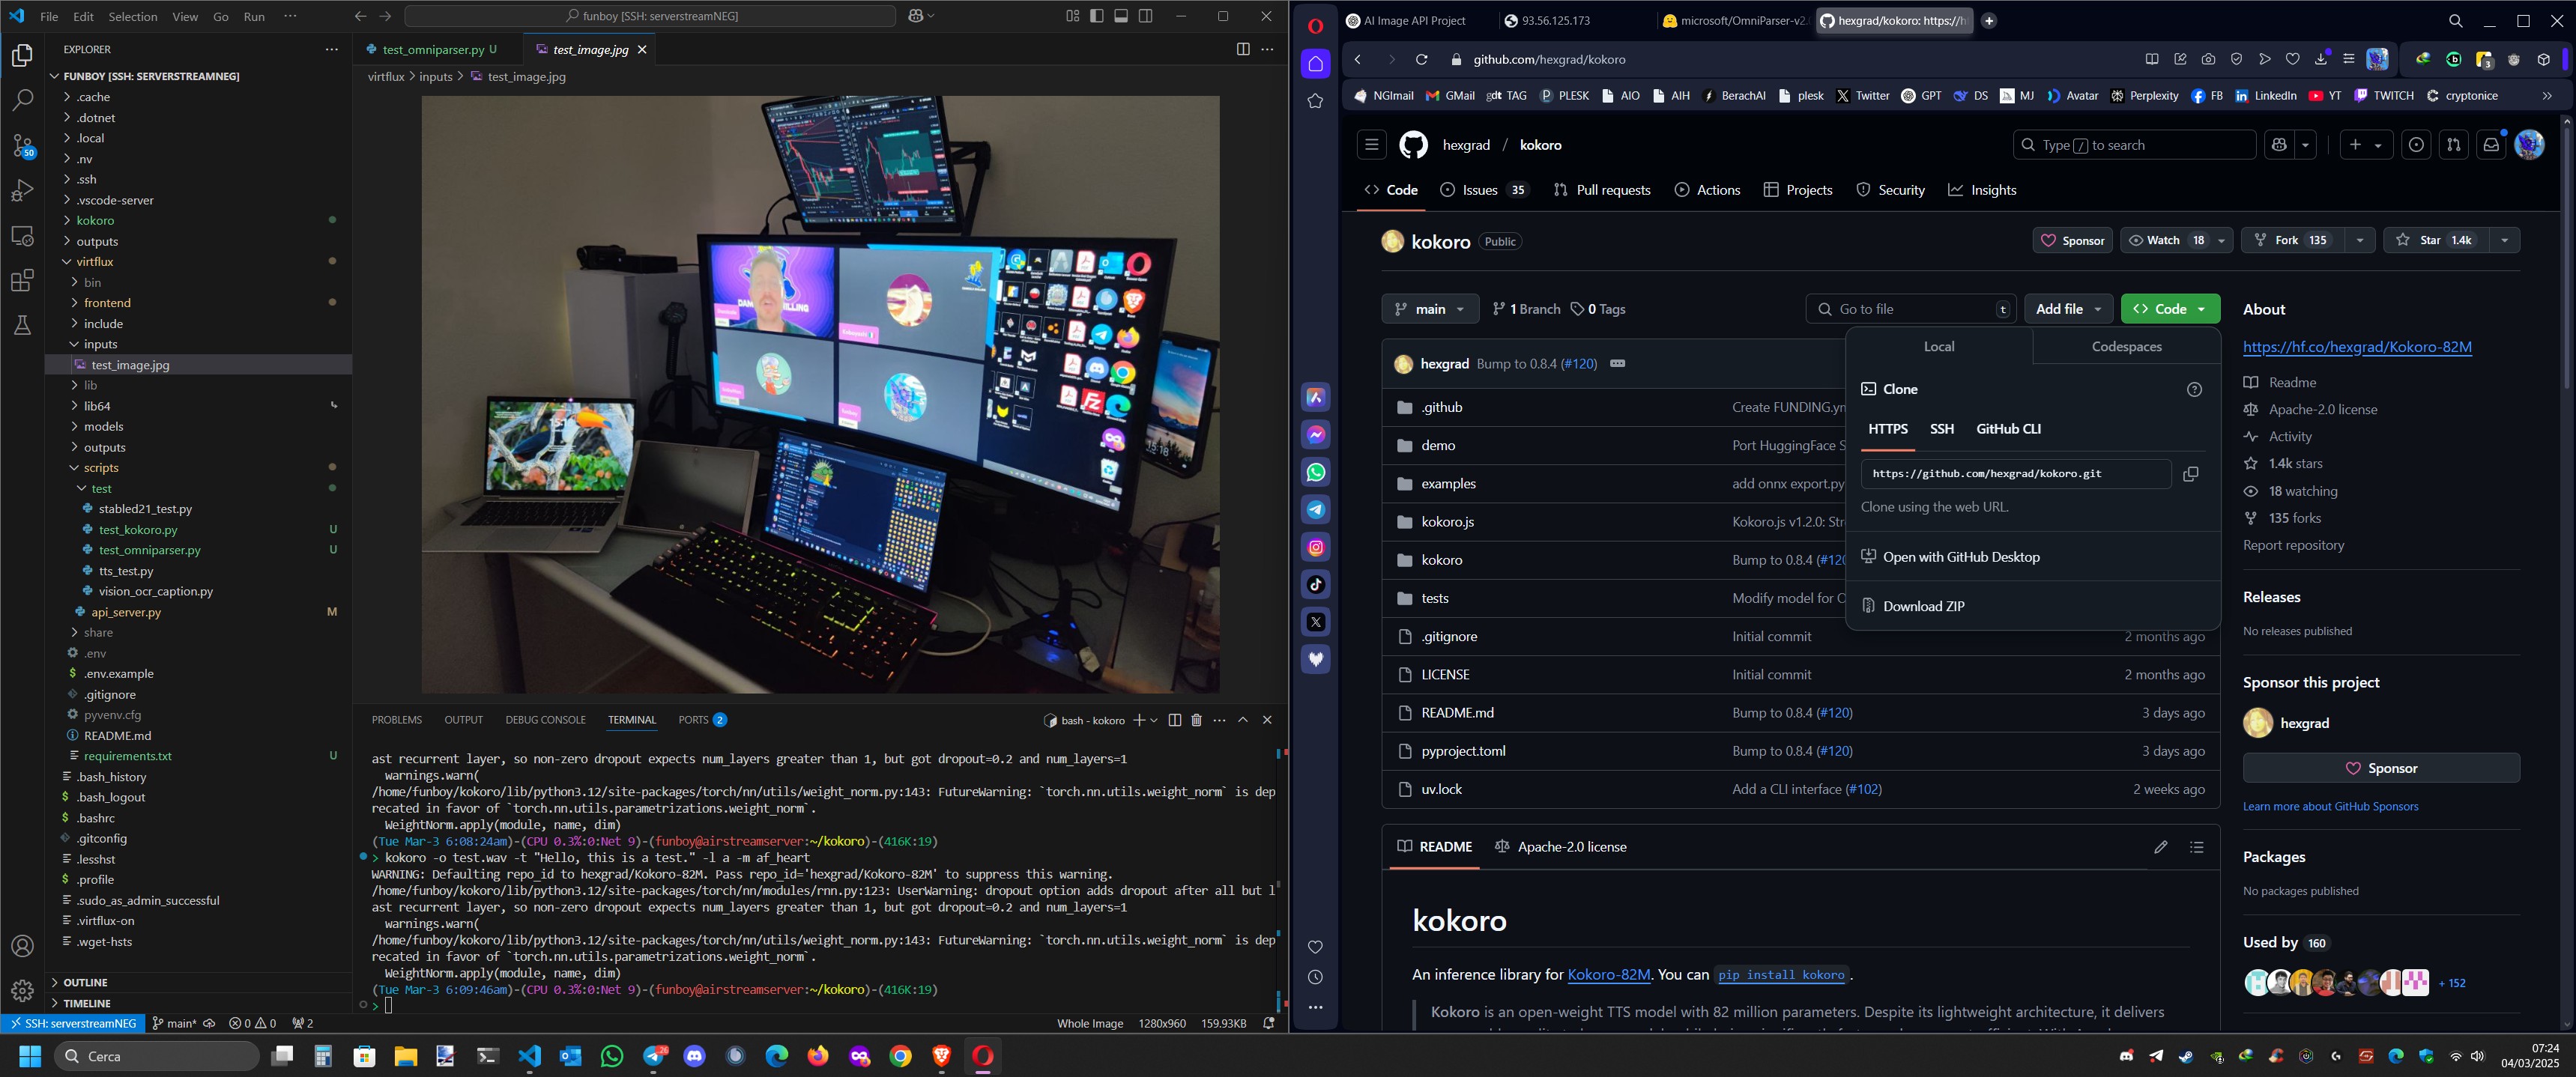 File Edit Selection View Go Run ···
funboy [SSH: serverstreamNEG]
EXPLORER
FUNBOY [SSH: SERVERSTREAMNEG]
.cache
.dotnet
.local
.nv
.ssh
.vscode-server
kokoro
outputs
virtflux
bin
frontend
include
inputs
test_image.jpg
lib
lib64
models
outputs
scripts
test
stabled21_test.py
test_kokoro.py U
test_omniparser.py U
tts_test.py
vision_ocr_caption.py
api_server.py M
share
.env
.env.example
.gitignore
pyvenv.cfg
README.md
requirements.txt U
.bash_history
.bash_logout
.bashrc
.gitconfig
.lesshst
.profile
.sudo_as_admin_successful
.virtflux-on
.wget-hsts
OUTLINE
TIMELINE
50
test_omniparser.py U
test_image.jpg
virtflux > inputs > test_image.jpg
15:18
PROBLEMS OUTPUT DEBUG CONSOLE TERMINAL PORTS 2
bash - kokoro
ast recurrent layer, so non-zero dropout expects num_layers greater than 1, but got dropout=0.2 and num_layers=1
warnings.warn(
/home/funboy/kokoro/lib/python3.12/site-packages/torch/nn/utils/weight_norm.py:143: FutureWarning: `torch.nn.utils.weight_norm` is dep
recated in favor of `torch.nn.utils.parametrizations.weight_norm`.
WeightNorm.apply(module, name, dim)
(Tue Mar-3 6:08:24am)-(CPU 0.3%:0:Net 9)-(funboy@airstreamserver:~/kokoro)-(416K:19)
> kokoro -o test.wav -t "Hello, this is a test." -l a -m af_heart
WARNING: Defaulting repo_id to hexgrad/Kokoro-82M. Pass repo_id='hexgrad/Kokoro-82M' to suppress this warning.
/home/funboy/kokoro/lib/python3.12/site-packages/torch/nn/modules/rnn.py:123: UserWarning: dropout option adds dropout after all but l
ast recurrent layer, so non-zero dropout expects num_layers greater than 1, but got dropout=0.2 and num_layers=1
warnings.warn(
/home/funboy/kokoro/lib/python3.12/site-packages/torch/nn/utils/weight_norm.py:143: FutureWarning: `torch.nn.utils.weight_norm` is dep
recated in favor of `torch.nn.utils.parametrizations.weight_norm`.
WeightNorm.apply(module, name, dim)
(Tue Mar-3 6:09:46am)-(CPU 0.3%:0:Net 9)-(funboy@airstreamserver:~/kokoro)-(416K:19)
>
SSH: serverstreamNEG main* 0 0 2
Whole Image 1280x960 159.93KB
AI Image API Project
93.56.125.173
microsoft/OmniParser-v2.
hexgrad/kokoro: https://h
github.com/hexgrad/kokoro
NGImail GMail TAG PLESK AIO AIH BerachAI plesk Twitter GPT DS MJ Avatar Perplexity FB LinkedIn YT TWITCH cryptonice
hexgrad / kokoro
Type / to search
Code Issues 35 Pull requests Actions Projects Security Insights
kokoro Public
Sponsor Watch 18 Fork 135 Star 1.4k
main 1 Branch 0 Tags
Go to file t
Add file Code
hexgrad Bump to 0.8.4 (#120)
.github Create FUNDING.ym
demo Port HuggingFace S
examples add onnx export.py
kokoro.js Kokoro.js v1.2.0: Str
kokoro Bump to 0.8.4 (#120
tests Modify model for O
.gitignore Initial commit 2 months ago
LICENSE Initial commit 2 months ago
README.md Bump to 0.8.4 (#120) 3 days ago
pyproject.toml Bump to 0.8.4 (#120) 3 days ago
uv.lock Add a CLI interface (#102) 2 weeks ago
Local Codespaces
Clone
HTTPS SSH GitHub CLI
https://github.com/hexgrad/kokoro.git
Clone using the web URL.
Open with GitHub Desktop
Download ZIP
README Apache-2.0 license
kokoro
An inference library for Kokoro-82M. You can pip install kokoro.
Kokoro is an open-weight TTS model with 82 million parameters. Despite its lightweight architecture, it delivers
About
https://hf.co/hexgrad/Kokoro-82M
Readme
Apache-2.0 license
Activity
1.4k stars
18 watching
135 forks
Report repository
Releases
No releases published
Sponsor this project
hexgrad
Sponsor
Learn more about GitHub Sponsors
Packages
No packages published
Used by 160
+ 152
Cerca
07:24
04/03/2025